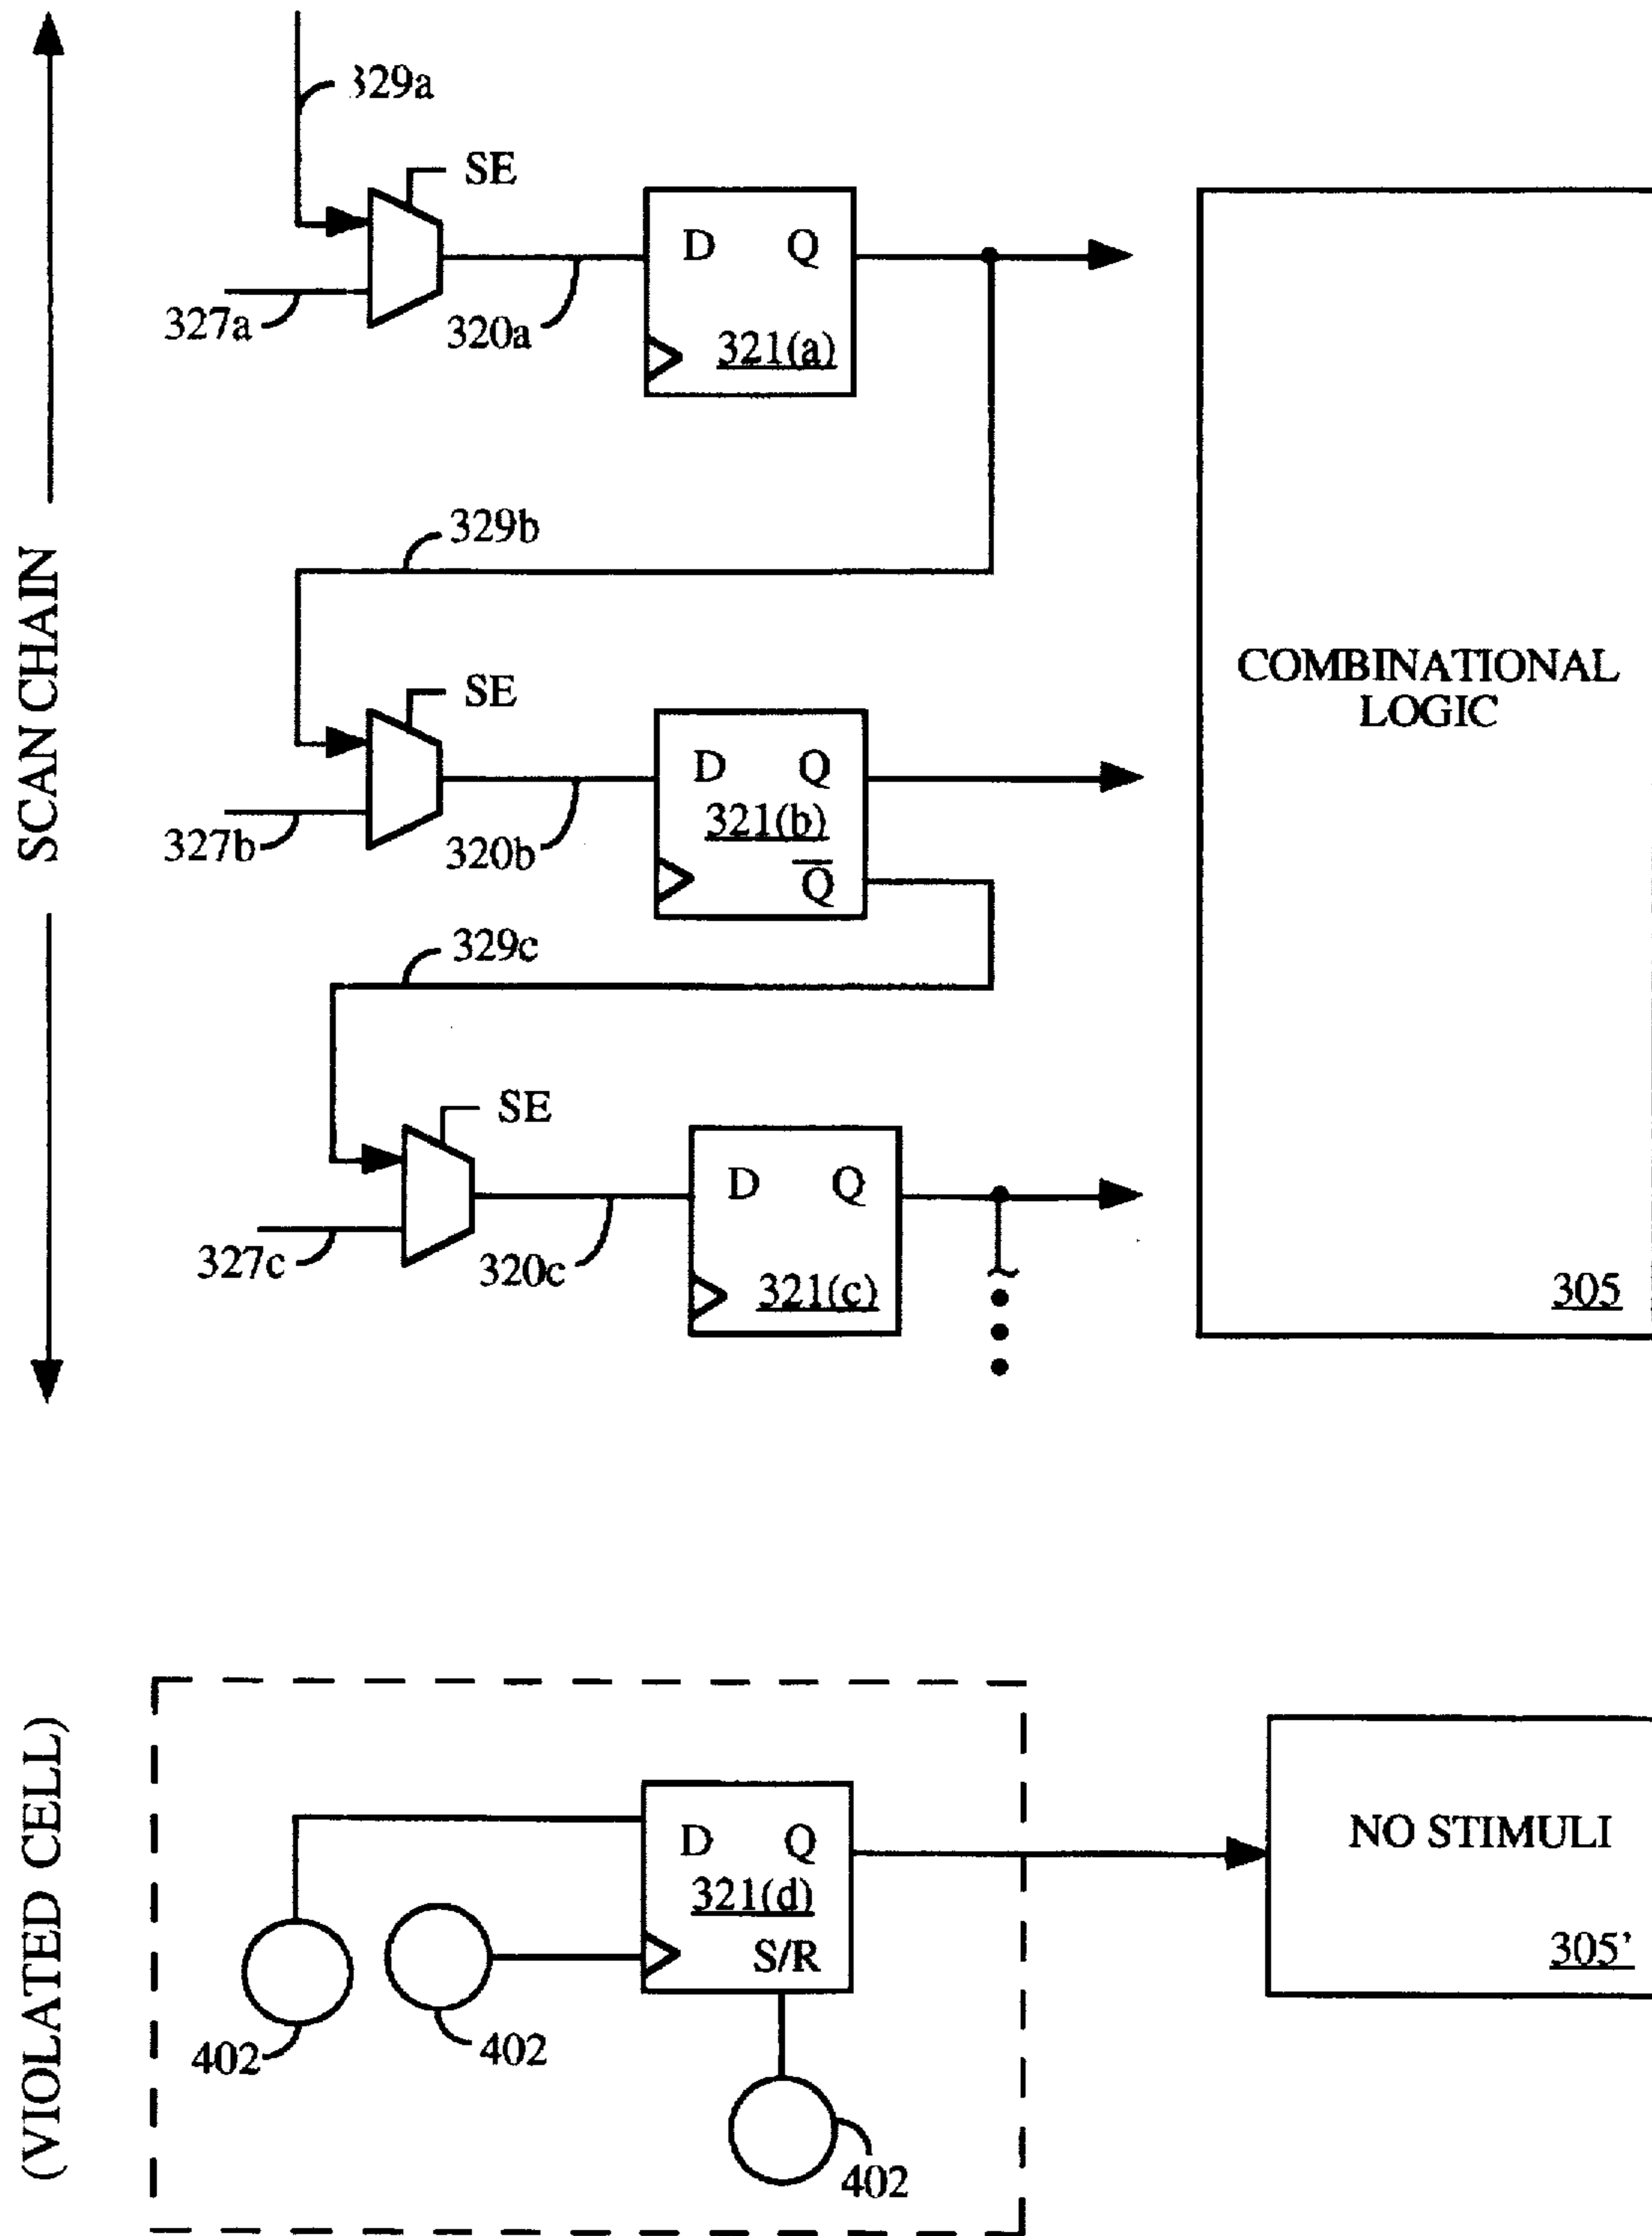 SCAN CHAIN
329a
SE
327a
320a
D Q
321(a)
329b
SE
327b
320b
D Q
321(b)
Q̅
329c
SE
327c
320c
D Q
321(c)
COMBINATIONAL
LOGIC
305
(VIOLATED CELL)
D Q
321(d)
S/R
402
402
402
NO STIMULI
305'